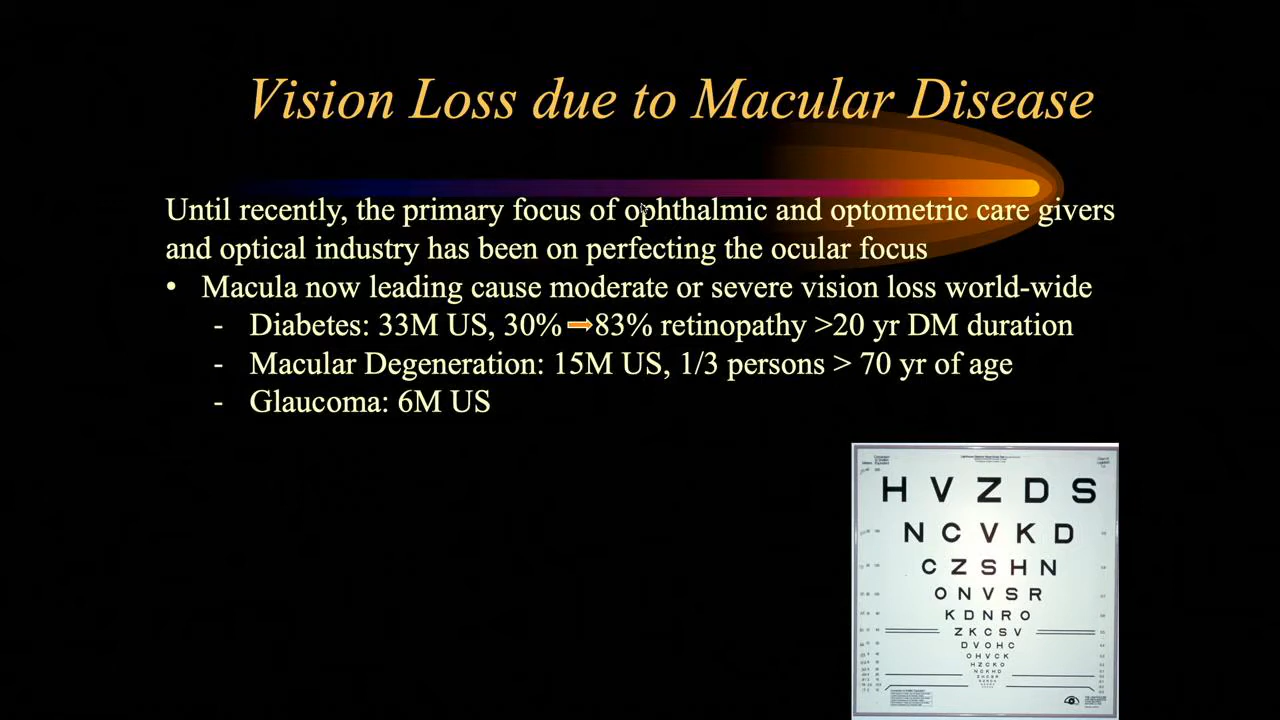 Vision Loss due to Macular Disease
Until recently, the primary focus of ophthalmic and optometric care givers
and optical industry has been on perfecting the ocular focus
• Macula now leading cause moderate or severe vision loss world-wide
- Diabetes: 33M US, 30% ➡ 83% retinopathy >20 yr DM duration
- Macular Degeneration: 15M US, 1/3 persons > 70 yr of age
- Glaucoma: 6M US
H V Z D S
N C V K D
C Z S H N
O N V S R
K D N R O
Z K C S V
D V O H C
O H V C K
H Z C K O
N C K H D